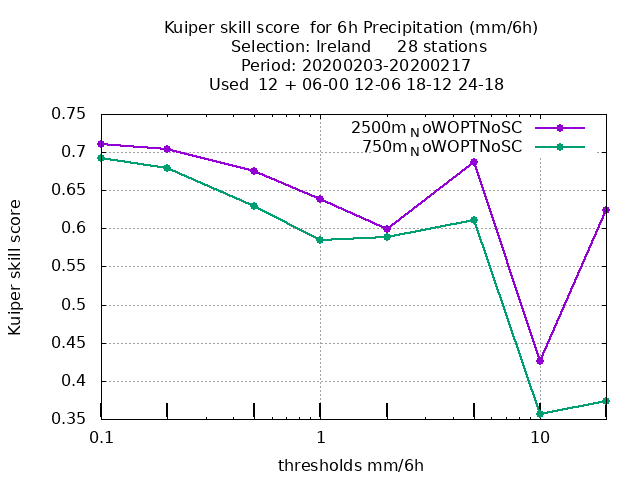 Kuiper skill score  for 6h Precipitation (mm/6h)
Selection: Ireland     28 stations
Period: 20200203-20200217
Used  12 + 06-00 12-06 18-12 24-18
2500m_NoWOPTNoSC
750m_NoWOPTNoSC
0.75
0.7
0.65
0.6
0.55
0.5
0.45
0.4
0.35
Kuiper skill score
0.1 1 10
thresholds mm/6h